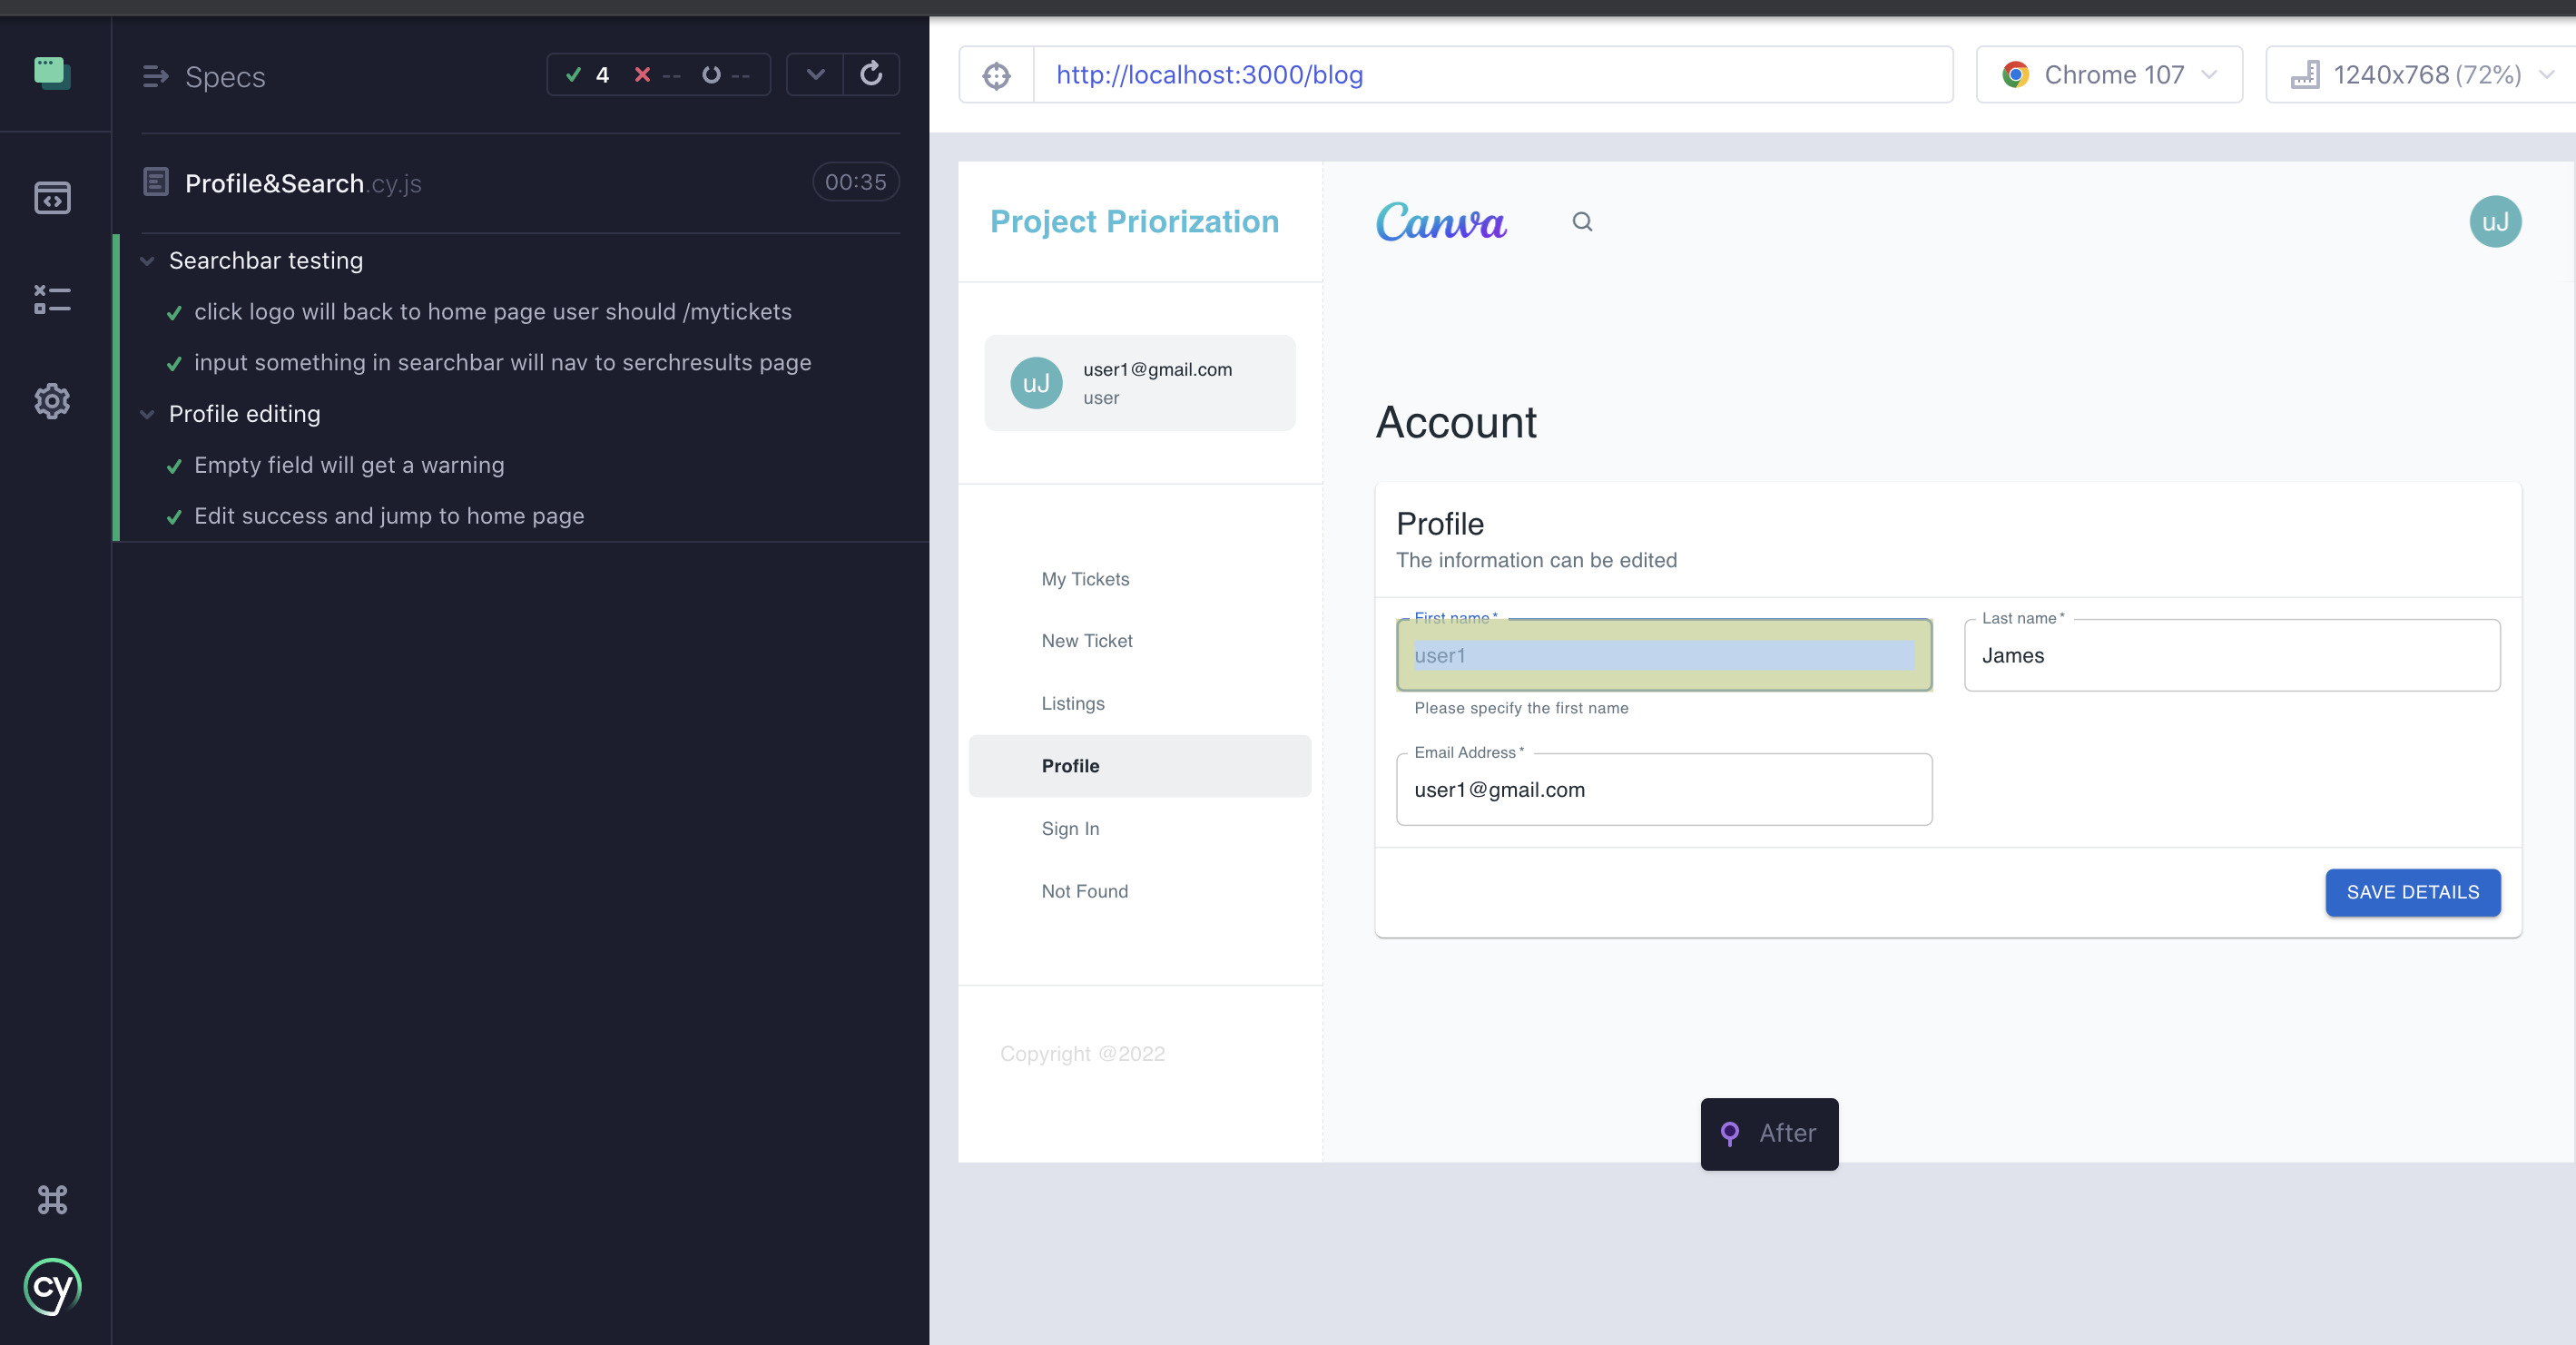 Specs
4 -- --
Profile&Search.cy.js
00:35
Searchbar testing
click logo will back to home page user should /mytickets
input something in searchbar will nav to serchresults page
Profile editing
Empty field will get a warning
Edit success and jump to home page
cy
http://localhost:3000/blog
Chrome 107
1240x768 (72%)
Project Priorization
Canva
uJ
uJ
user1@gmail.com
user
My Tickets
New Ticket
Listings
Profile
Sign In
Not Found
Copyright @2022
Account
Profile
The information can be edited
First name *
user1
Please specify the first name
Last name *
James
Email Address *
user1@gmail.com
SAVE DETAILS
After